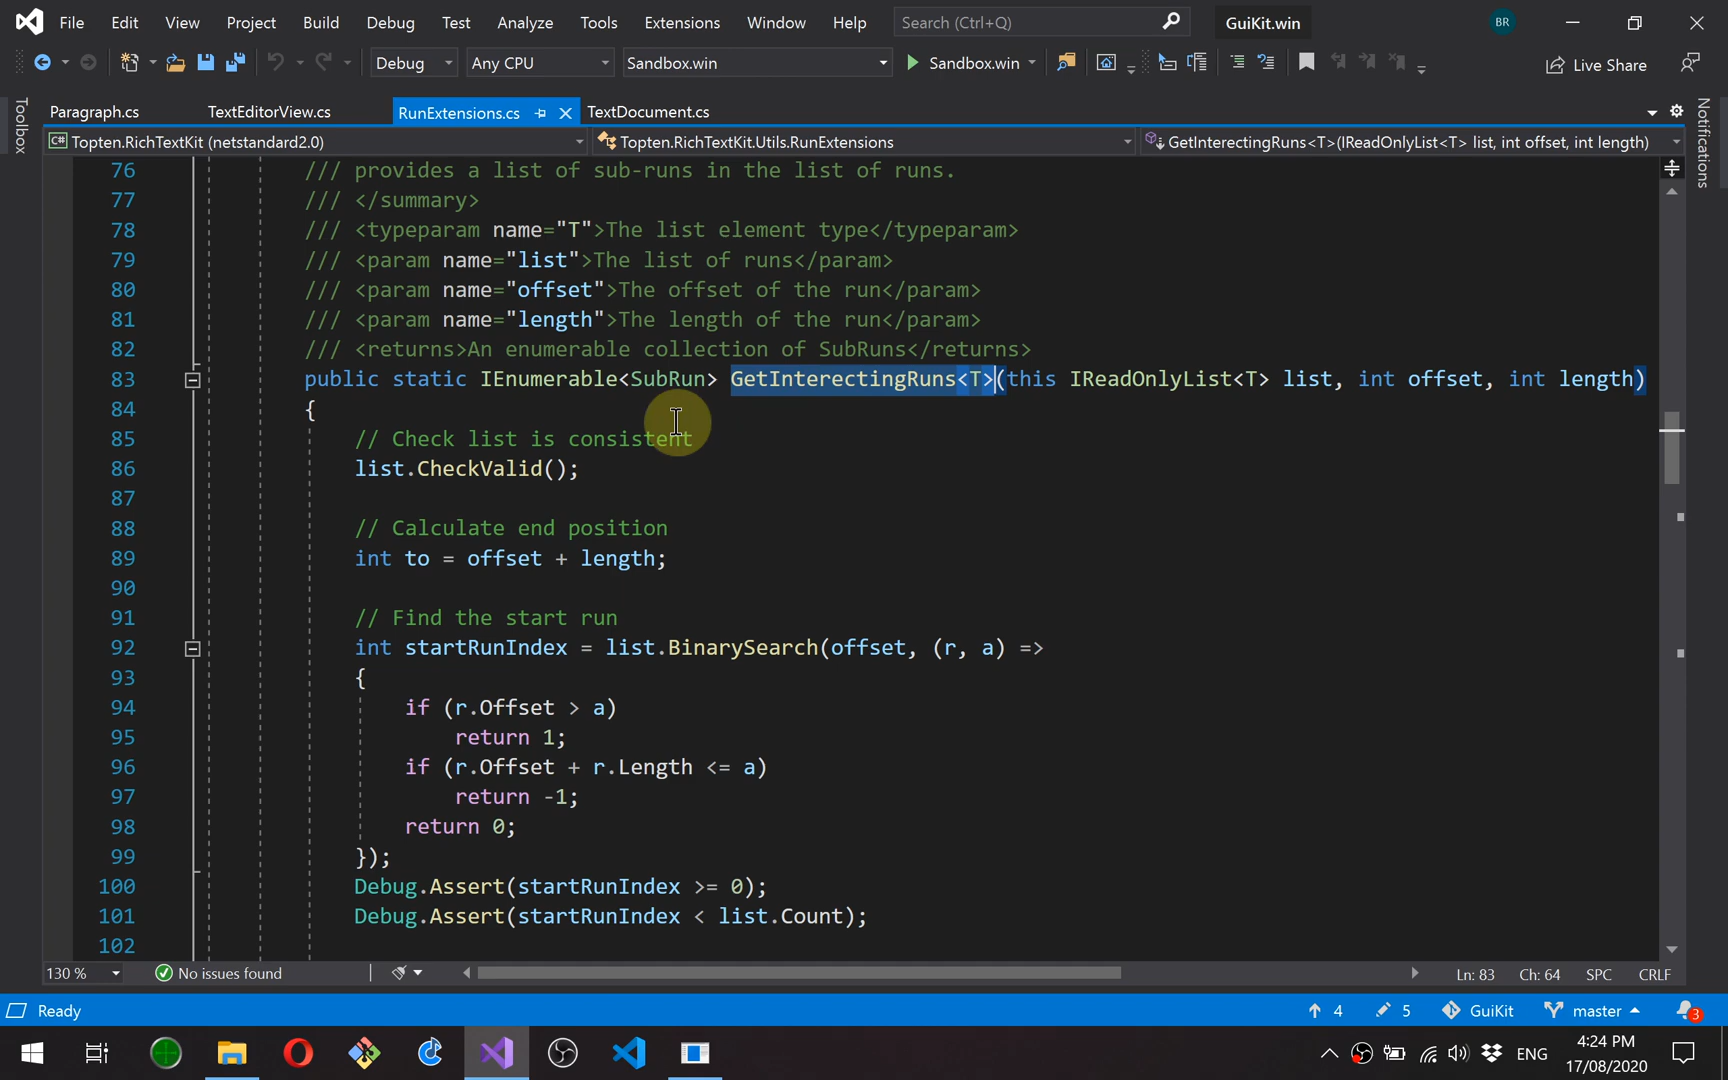 File Edit View Project Build Debug Test Analyze Tools Extensions Window Help Search (Ctrl+Q) GuiKit.win BR
Debug Any CPU Sandbox.win Sandbox.win Live Share
Toolbox
Paragraph.cs TextEditorView.cs RunExtensions.cs TextDocument.cs
Notifications
C# Topten.RichTextKit (netstandard2.0) Topten.RichTextKit.Utils.RunExtensions GetInterectingRuns<T>(IReadOnlyList<T> list, int offset, int length)
76 /// provides a list of sub-runs in the list of runs.
77 /// </summary>
78 /// <typeparam name="T">The list element type</typeparam>
79 /// <param name="list">The list of runs</param>
80 /// <param name="offset">The offset of the run</param>
81 /// <param name="length">The length of the run</param>
82 /// <returns>An enumerable collection of SubRuns</returns>
83 public static IEnumerable<SubRun> GetInterectingRuns<T>(this IReadOnlyList<T> list, int offset, int length)
84 {
85 // Check list is consistent
86 list.CheckValid();
87
88 // Calculate end position
89 int to = offset + length;
90
91 // Find the start run
92 int startRunIndex = list.BinarySearch(offset, (r, a) =>
93 {
94 if (r.Offset > a)
95 return 1;
96 if (r.Offset + r.Length <= a)
97 return -1;
98 return 0;
99 });
100 Debug.Assert(startRunIndex >= 0);
101 Debug.Assert(startRunIndex < list.Count);
102
130 % No issues found Ln: 83 Ch: 64 SPC CRLF
Ready 4 5 GuiKit master 3
ENG 4:24 PM
17/08/2020